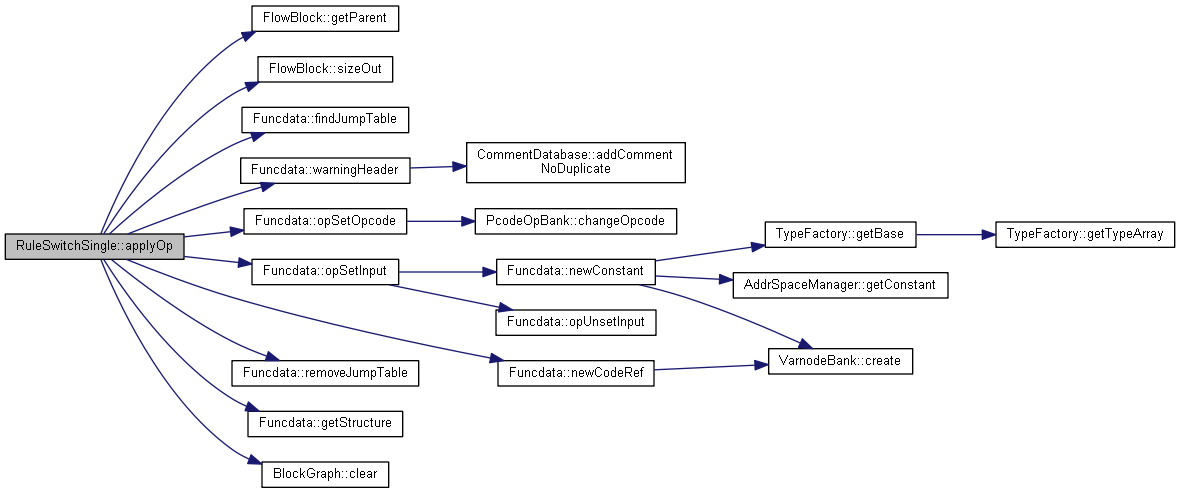 FlowBlock::getParent
FlowBlock::sizeOut
Funcdata::findJumpTable
Funcdata::warningHeader
CommentDatabase::addComment
NoDuplicate
RuleSwitchSingle::applyOp
Funcdata::opSetOpcode
PcodeOpBank::changeOpcode
Funcdata::opSetInput
Funcdata::newConstant
TypeFactory::getBase
TypeFactory::getTypeArray
AddrSpaceManager::getConstant
Funcdata::opUnsetInput
VarnodeBank::create
Funcdata::removeJumpTable
Funcdata::newCodeRef
Funcdata::getStructure
BlockGraph::clear